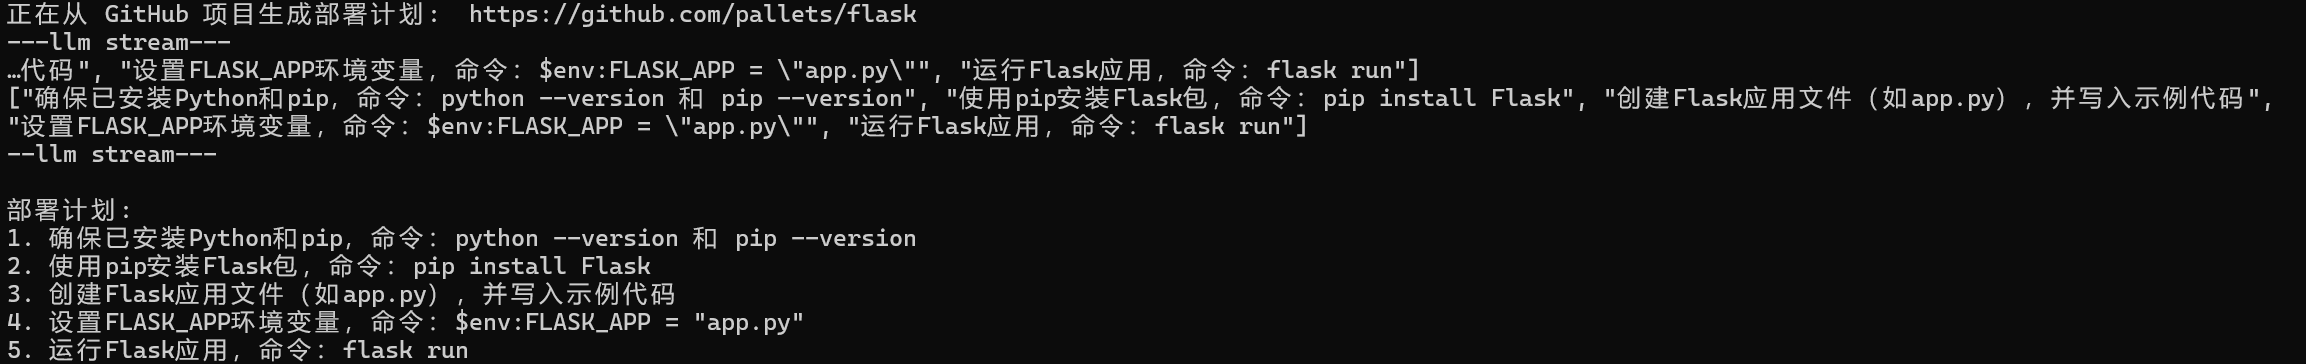 正在从 GitHub 项目生成部署计划： https://github.com/pallets/flask
---llm stream---
…代码", "设置FLASK_APP环境变量，命令：$env:FLASK_APP = \"app.py\"", "运行Flask应用，命令：flask run"]
["确保已安装Python和pip，命令：python --version 和 pip --version", "使用pip安装Flask包，命令：pip install Flask", "创建Flask应用文件（如app.py），并写入示例代码",
"设置FLASK_APP环境变量，命令：$env:FLASK_APP = \"app.py\"", "运行Flask应用，命令：flask run"]
--llm stream---
部署计划：
1. 确保已安装Python和pip，命令：python --version 和 pip --version
2. 使用pip安装Flask包，命令：pip install Flask
3. 创建Flask应用文件（如app.py），并写入示例代码
4. 设置FLASK_APP环境变量，命令：$env:FLASK_APP = "app.py"
5. 运行Flask应用，命令：flask run